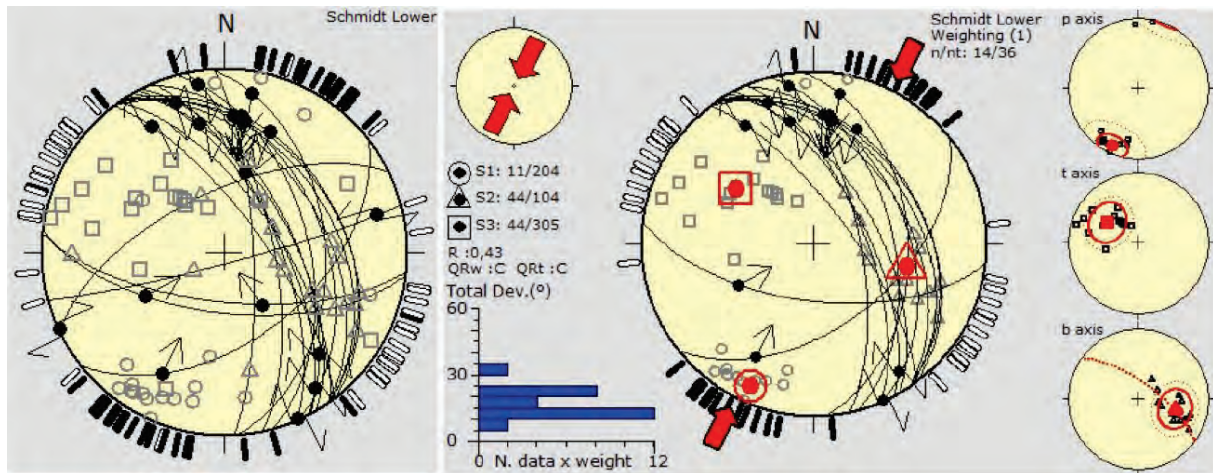 N
Schmidt Lower
S1: 11/204
S2: 44/104
S3: 44/305
R :0,43
QRw :C QRt :C
Total Dev.(°)
60
30
0
0 N. data x weight 12
N
Schmidt Lower
Weighting (1)
n/nt: 14/36
p axis
t axis
b axis